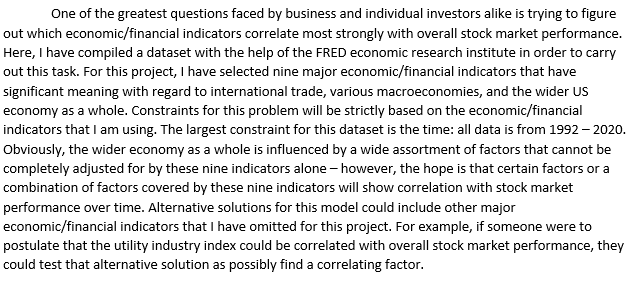 One of the greatest questions faced by business and individual investors alike is trying to figure
out which economic/financial indicators correlate most strongly with overall stock market performance.
Here, I have compiled a dataset with the help of the FRED economic research institute in order to carry
out this task. For this project, I have selected nine major economic/financial indicators that have
significant meaning with regard to international trade, various macroeconomies, and the wider US
economy as a whole. Constraints for this problem will be strictly based on the economic/financial
indicators that I am using. The largest constraint for this dataset is the time: all data is from 1992 – 2020.
Obviously, the wider economy as a whole is influenced by a wide assortment of factors that cannot be
completely adjusted for by these nine indicators alone – however, the hope is that certain factors or a
combination of factors covered by these nine indicators will show correlation with stock market
performance over time. Alternative solutions for this model could include other major
economic/financial indicators that I have omitted for this project. For example, if someone were to
postulate that the utility industry index could be correlated with overall stock market performance, they
could test that alternative solution as possibly find a correlating factor.